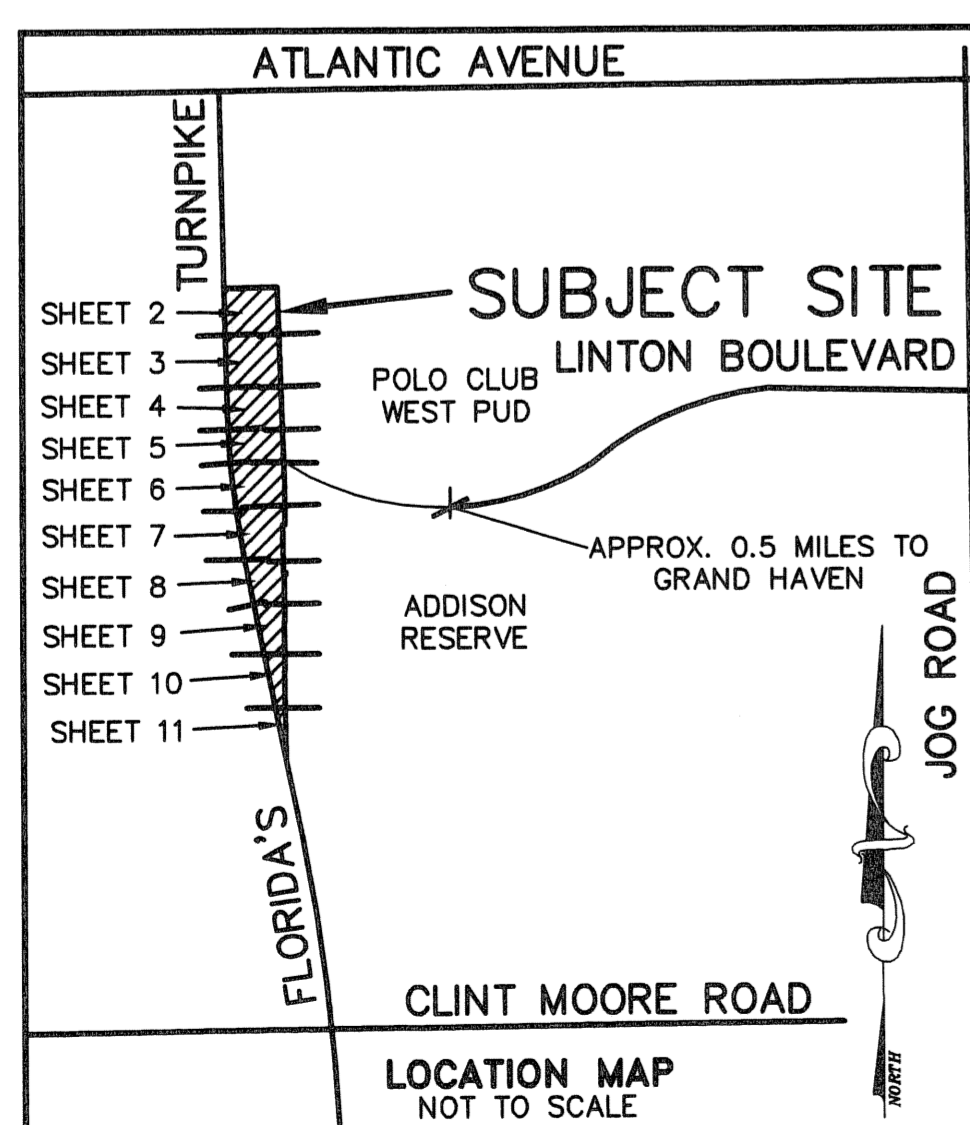 ATLANTIC AVENUE
TURNPIKE
SUBJECT SITE
LINTON BOULEVARD
SHEET 2
SHEET 3
SHEET 4
SHEET 5
SHEET 6
SHEET 7
SHEET 8
SHEET 9
SHEET 10
SHEET 11
POLO CLUB
WEST PUD
APPROX. 0.5 MILES TO
GRAND HAVEN
ADDISON
RESERVE
JOG ROAD
FLORIDA'S
CLINT MOORE ROAD
LOCATION MAP
NOT TO SCALE
NORTH